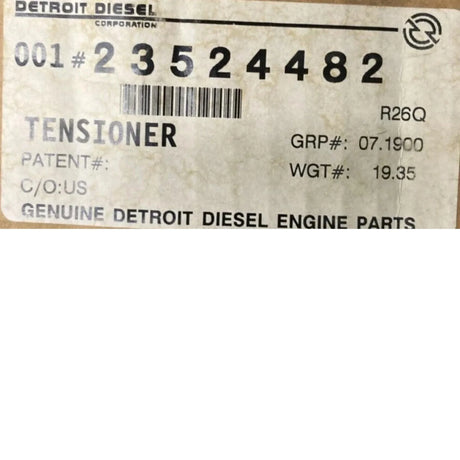 DETROIT DIESEL
CORPORATION
001 # 23524482
R26Q
TENSIONER
GRP#: 07.1900
PATENT#:
WGT#: 19.35
C/O:US
GENUINE DETROIT DIESEL ENGINE PARTS